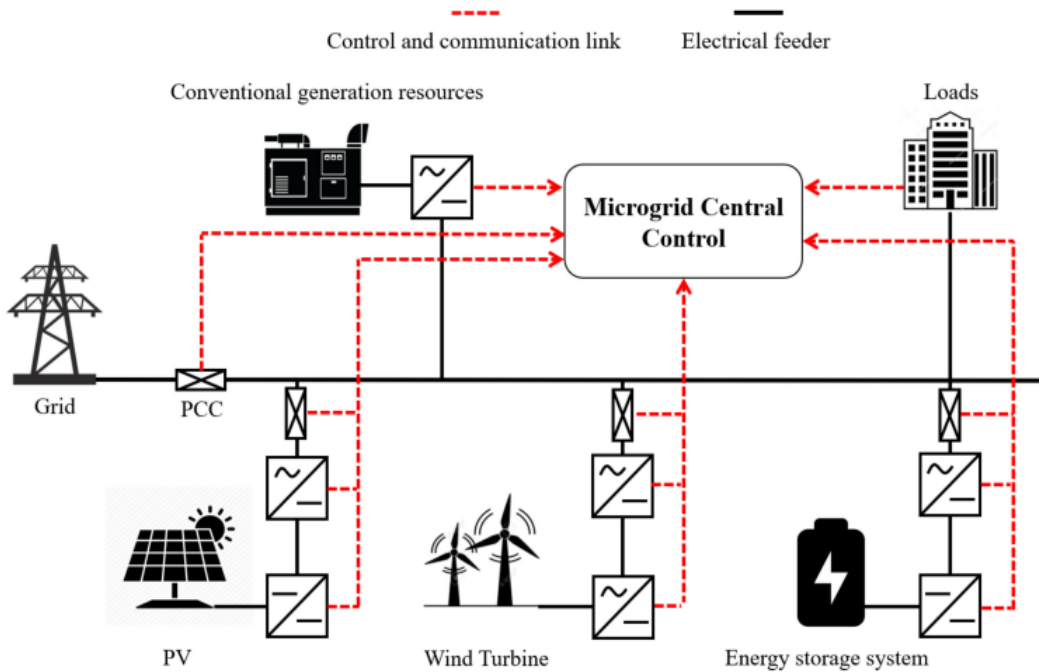 Control and communication link
Electrical feeder
Conventional generation resources
Loads
Microgrid Central
Control
Grid
PCC
PV
Wind Turbine
Energy storage system